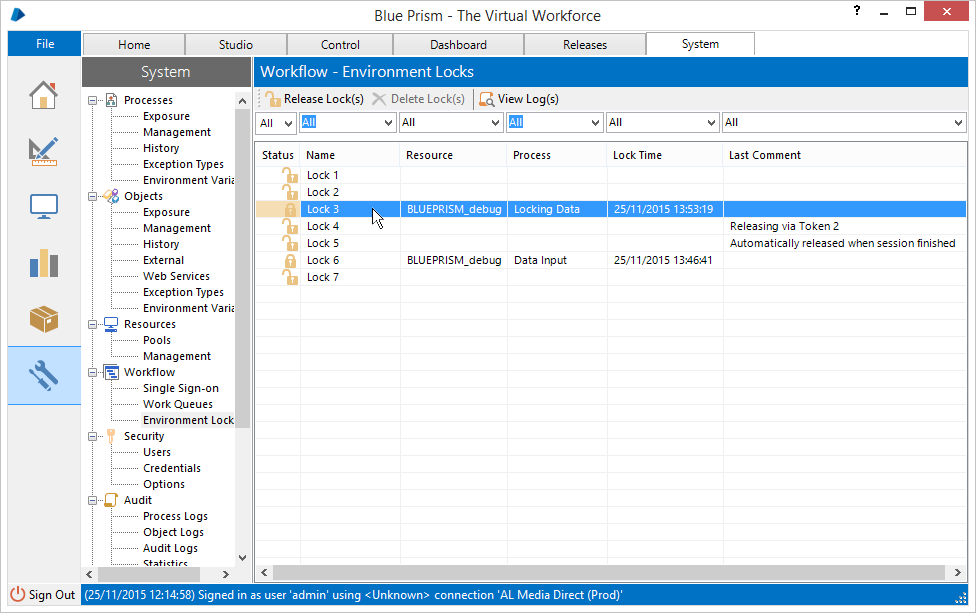 Blue Prism - The Virtual Workforce
?
File Home Studio Control Dashboard Releases System
System
Processes
Exposure
Management
History
Exception Types
Environment Varia
Objects
Exposure
Management
History
External
Web Services
Exception Types
Environment Varia
Resources
Pools
Management
Workflow
Single Sign-on
Work Queues
Environment Lock
Security
Users
Credentials
Options
Audit
Process Logs
Object Logs
Audit Logs
Statistics
Workflow - Environment Locks
Release Lock(s) Delete Lock(s) View Log(s)
All All All All All All
Status Name Resource Process Lock Time Last Comment
Lock 1
Lock 2
Lock 3 BLUEPRISM_debug Locking Data 25/11/2015 13:53:19
Lock 4 Releasing via Token 2
Lock 5 Automatically released when session finished
Lock 6 BLUEPRISM_debug Data Input 25/11/2015 13:46:41
Lock 7
Sign Out (25/11/2015 12:14:58) Signed in as user 'admin' using <Unknown> connection 'AL Media Direct (Prod)'